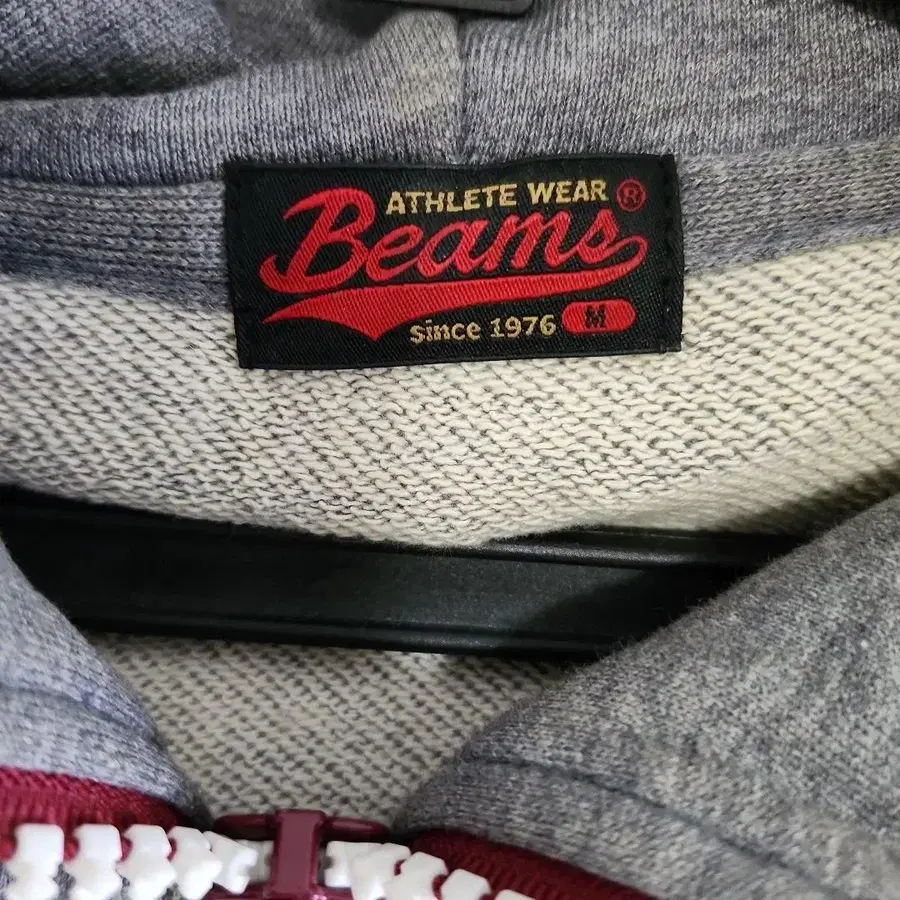 ATHLETE WEAR ®
Beams
Since 1976 M